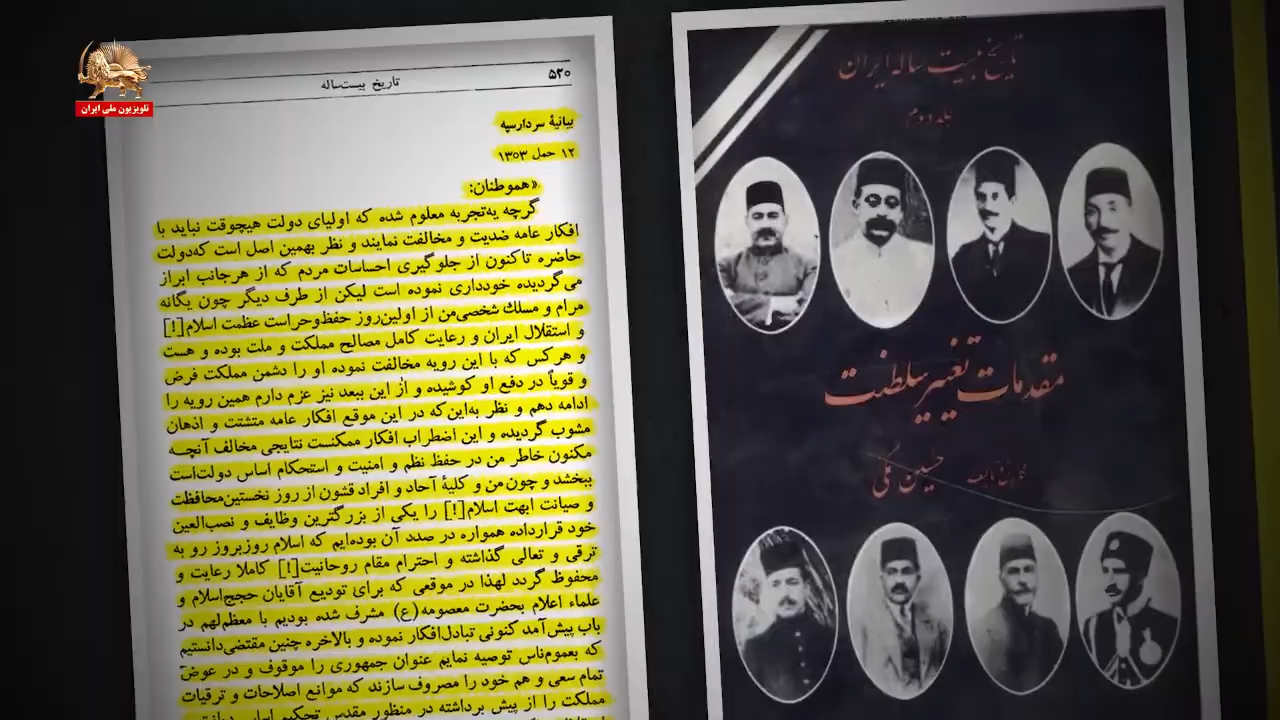 تلویزیون ملی ایران
۵۲۰
تاریخ بیست‌ساله
بیانیهٔ سردارسپه
۱۲ حمل ۱۳۰۳
«هموطنان:
گرچه به‌تجربه معلوم شده که اولیای دولت هیچوقت نباید با
افکار عامه ضدیت و مخالفت نمایند و نظر بهمین اصل است که‌دولت
حاضره تاکنون از جلوگیری احساسات مردم که از هرجانب ابراز
می‌گردیده خودداری نموده است لیکن از طرف دیگر چون یگانه
مرام و مسلك شخصی‌من از اولین‌روز حفظ‌وحراست عظمت اسلام[!]
و استقلال ایران و رعایت کامل مصالح مملکت و ملت بوده و هست
و هرکس که با این رویه مخالفت نموده او را دشمن مملکت فرض
و قویاً در دفع او کوشیده و از این ببعد نیز عزم دارم همین رویه را
ادامه دهم و نظر به‌این‌که در این موقع افکار عامه متشتت و اذهان
مشوب گردیده و این اضطراب افکار ممکنست نتایجی مخالف آنچه
مکنون خاطر من در حفظ نظم و امنیت و استحکام اساس دولت‌است
ببخشد و چون‌من و کلیهٔ آحاد و افراد قشون از روز نخستین‌محافظت
و صیانت ابهت اسلام[!] را یکی از بزرگترین وظایف و نصب‌العین
خود قرارداده همواره در صدد آن بوده‌ایم که اسلام روزبروز رو به
ترقی و تعالی گذاشته و احترام مقام روحانیت[!] کاملا رعایت و
محفوظ گردد لهذا در موقعی که برای تودیع آقایان حجج‌اسلام و
علماء اعلام بحضرت معصومه(ع) مشرف شده بودیم با معظم‌لهم در
باب پیش‌آمد کنونی تبادل‌افکار نموده و بالاخره چنین مقتضی‌دانستیم
که بعموم‌ناس توصیه نمایم عنوان جمهوری را موقوف و در عوض
تمام سعی و هم خود را مصروف سازند که موانع اصلاحات و ترقیات
مملکت را از پیش برداشته در منظور مقدس تحکیم اساس
تاریخ بیست ساله ایران
جلد دوم
مقدمات تغییر سلطنت
حسین مکی